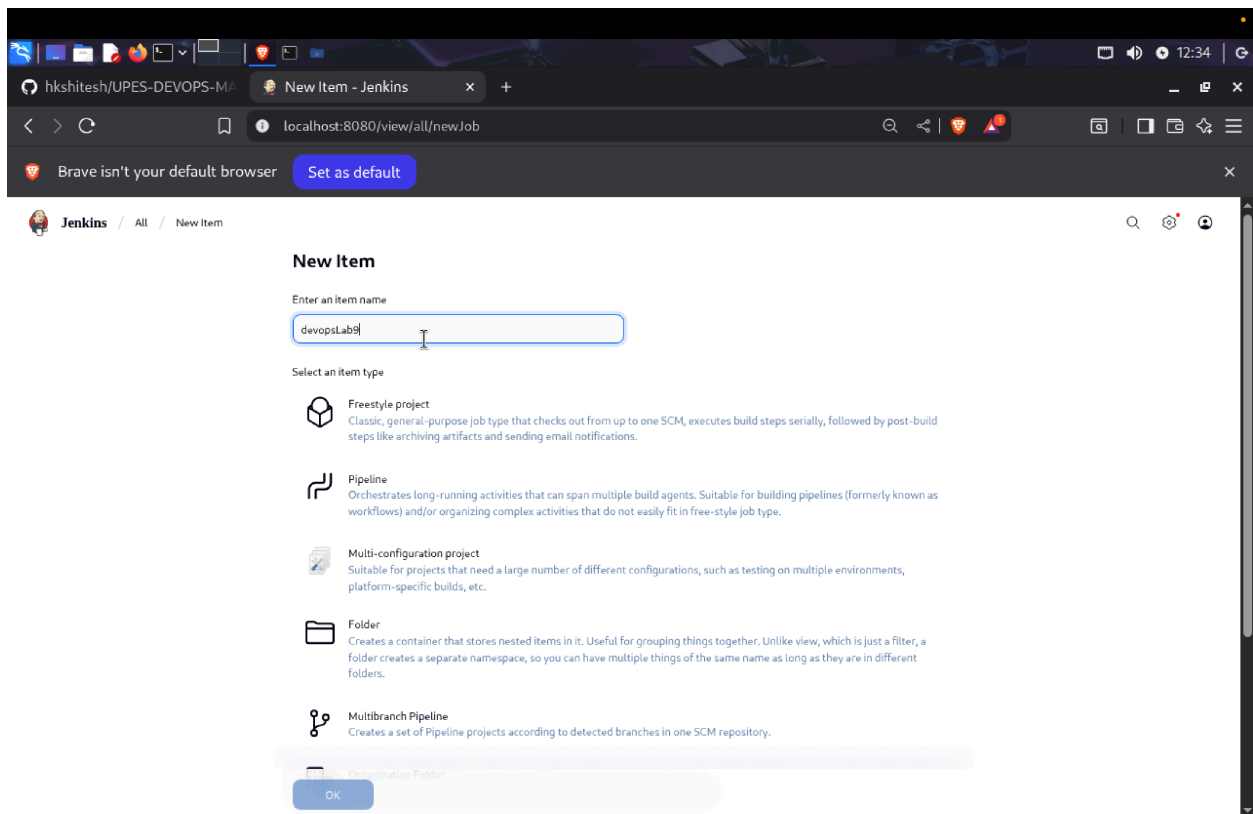 12:34
hkshitesh/UPES-DEVOPS-MA
New Item - Jenkins
localhost:8080/view/all/newJob
1
Brave isn't your default browser
Set as default
Jenkins / All / New Item
New Item
Enter an item name
devopsLab9
Select an item type
Freestyle project
Classic, general-purpose job type that checks out from up to one SCM, executes build steps serially, followed by post-build
steps like archiving artifacts and sending email notifications.
Pipeline
Orchestrates long-running activities that can span multiple build agents. Suitable for building pipelines (formerly known as
workflows) and/or organizing complex activities that do not easily fit in free-style job type.
Multi-configuration project
Suitable for projects that need a large number of different configurations, such as testing on multiple environments,
platform-specific builds, etc.
Folder
Creates a container that stores nested items in it. Useful for grouping things together. Unlike view, which is just a filter, a
folder creates a separate namespace, so you can have multiple things of the same name as long as they are in different
folders.
Multibranch Pipeline
Creates a set of Pipeline projects according to detected branches in one SCM repository.
Organization Folder
OK